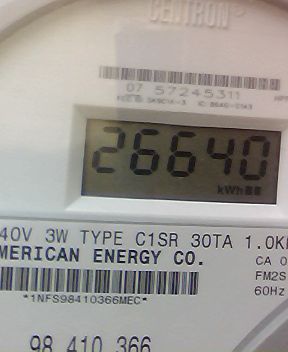 CENTRON
07 57245311
26640
kWh
40V 3W TYPE C1SR 30TA 1.0K
MERICAN ENERGY CO. CA 0
FM2S
*1NFS98410366MEC* 60Hz
98 410 366